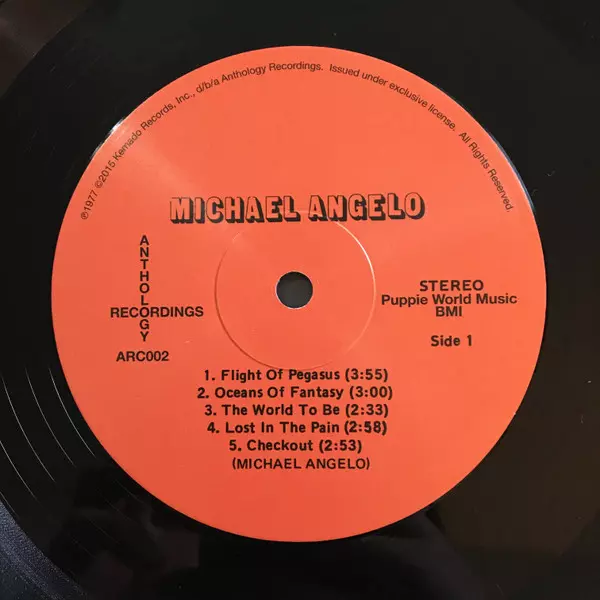 ℗1977 ©2015 Kemado Records, Inc., d/b/a Anthology Recordings. Issued under exclusive license. All Rights Reserved.
MICHAEL ANGELO
ANTHOLOGY
RECORDINGS
ARC002
STEREO
Puppie World Music
BMI
Side 1
1. Flight Of Pegasus (3:55)
2. Oceans Of Fantasy (3:00)
3. The World To Be (2:33)
4. Lost In The Pain (2:58)
5. Checkout (2:53)
(MICHAEL ANGELO)